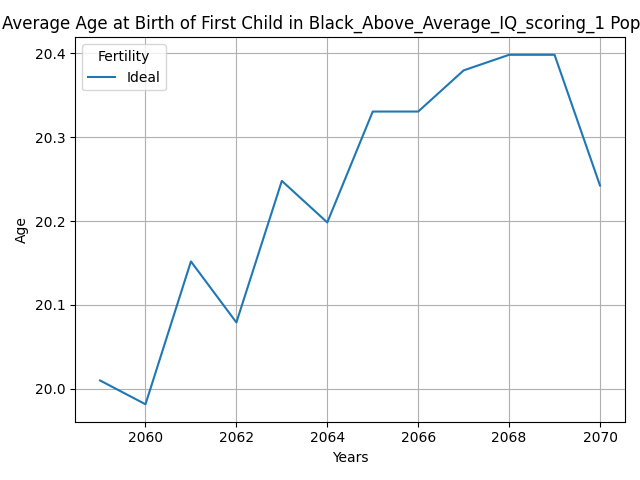 Average Age at Birth of First Child in Black_Above_Average_IQ_scoring_1 Pop
Fertility
Ideal
20.4
20.3
20.2
20.1
20.0
Age
2060 2062 2064 2066 2068 2070
Years